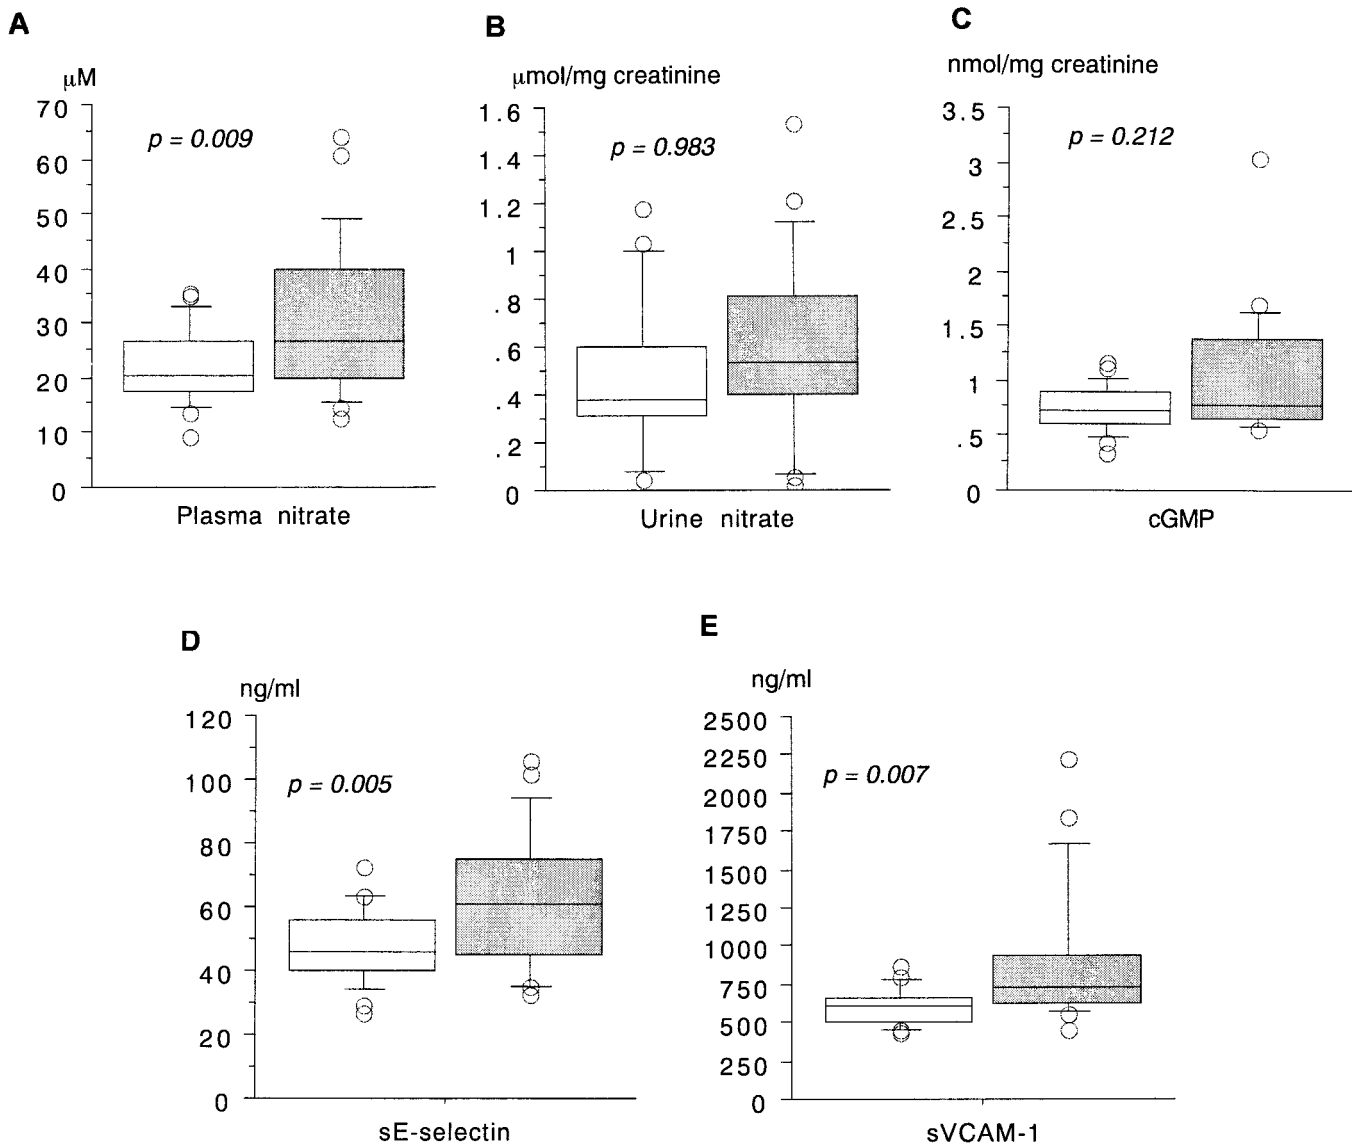 A
μM
70
60
50
40
30
20
10
0
p = 0.009
Plasma nitrate
B
μmol/mg creatinine
1.6
1.4
1.2
1
.8
.6
.4
.2
0
p = 0.983
Urine nitrate
C
nmol/mg creatinine
3.5
3
2.5
2
1.5
1
.5
0
p = 0.212
cGMP
D
ng/ml
120
100
80
60
40
20
0
p = 0.005
sE-selectin
E
ng/ml
2500
2250
2000
1750
1500
1250
1000
750
500
250
0
p = 0.007
sVCAM-1